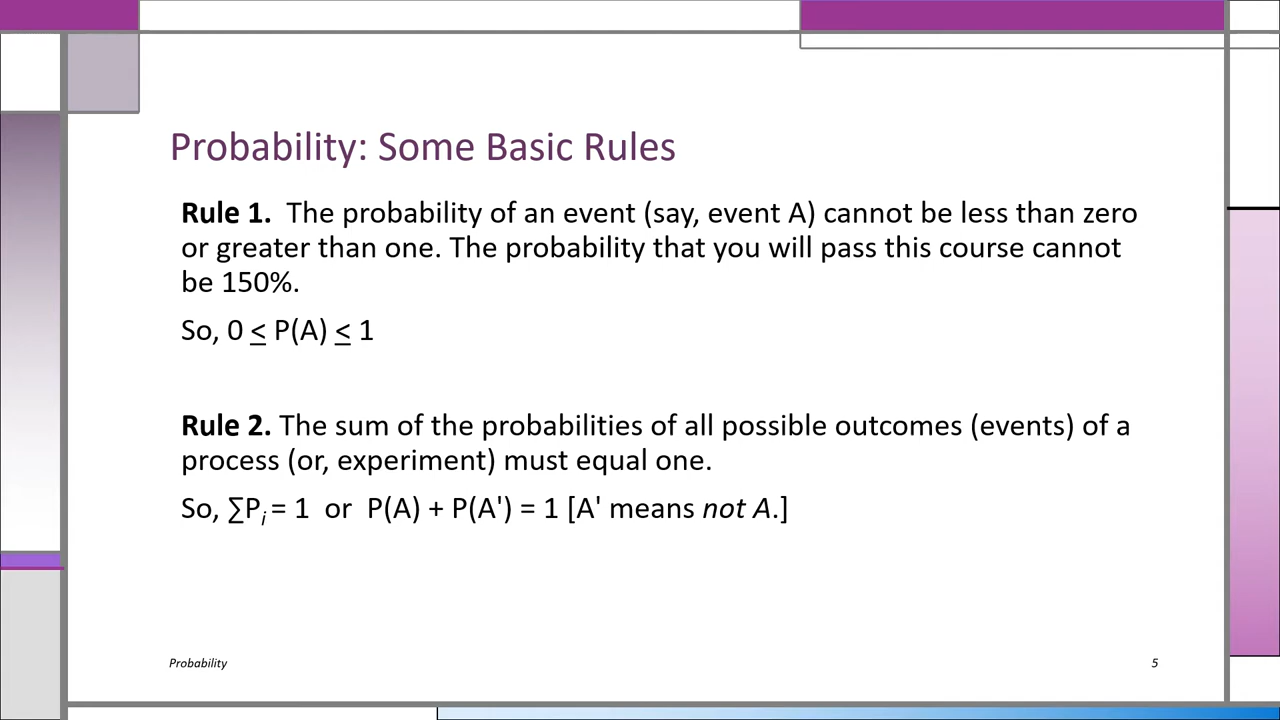 Probability: Some Basic Rules
Rule 1. The probability of an event (say, event A) cannot be less than zero
or greater than one. The probability that you will pass this course cannot
be 150%.
So, 0 ≤ P(A) ≤ 1
Rule 2. The sum of the probabilities of all possible outcomes (events) of a
process (or, experiment) must equal one.
So, ∑Pi = 1 or P(A) + P(A') = 1 [A' means not A.]
Probability
5